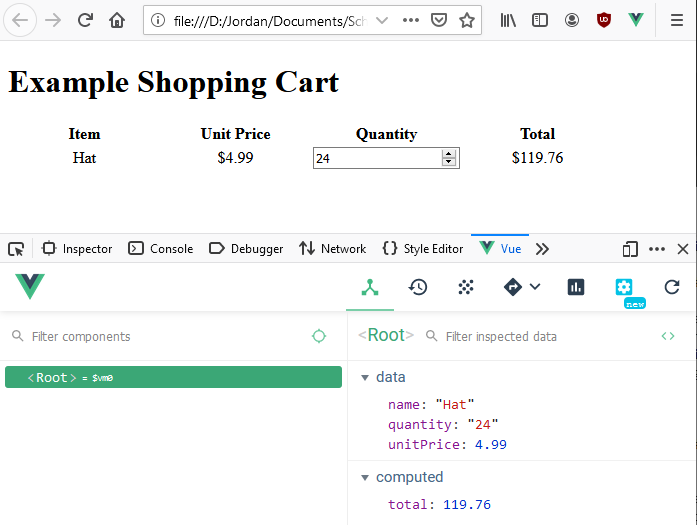 file:///D:/Jordan/Documents/Sch
Example Shopping Cart
Item Unit Price Quantity Total
Hat $4.99 24 $119.76
Inspector Console Debugger Network Style Editor Vue
new
Filter components <Root> Filter inspected data
<Root> = $vm0
data
name: "Hat"
quantity: "24"
unitPrice: 4.99
computed
total: 119.76